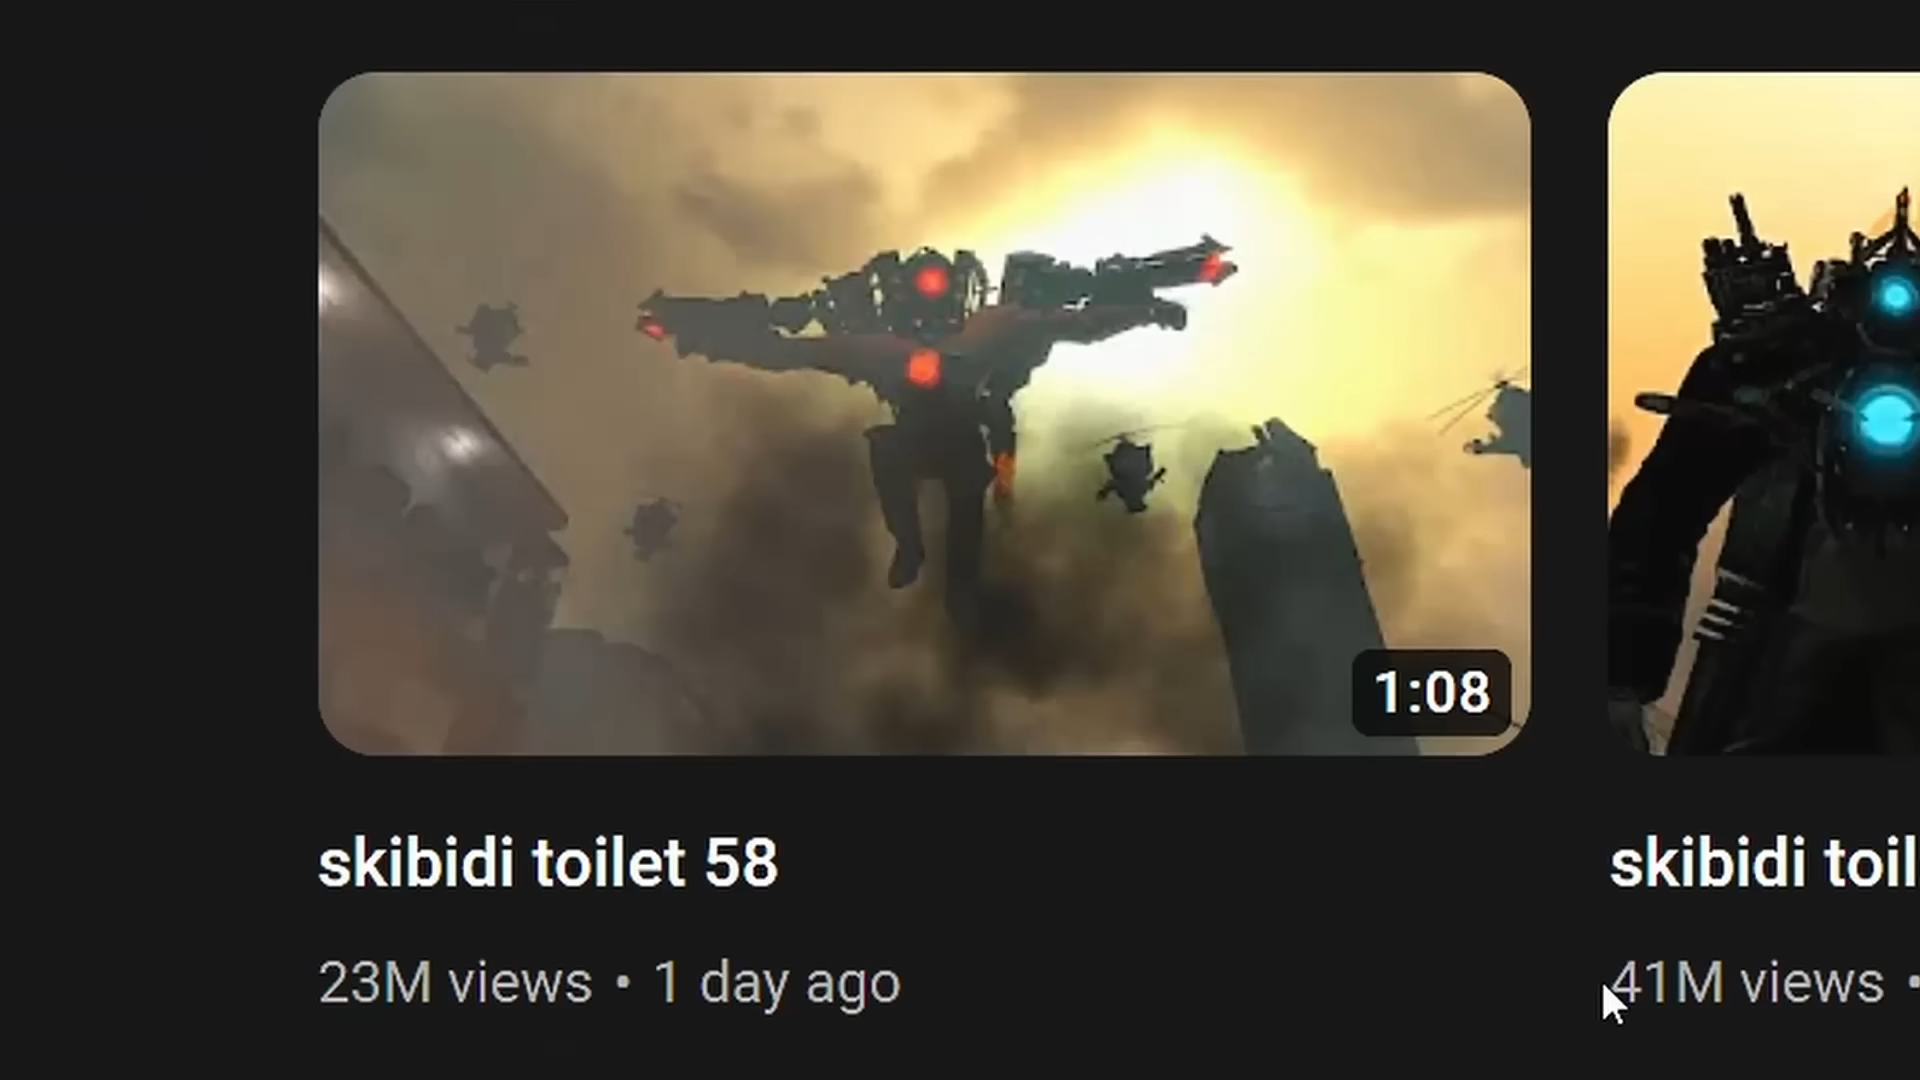 1:08
skibidi toilet 58
skibidi toil
23M views • 1 day ago
41M views •